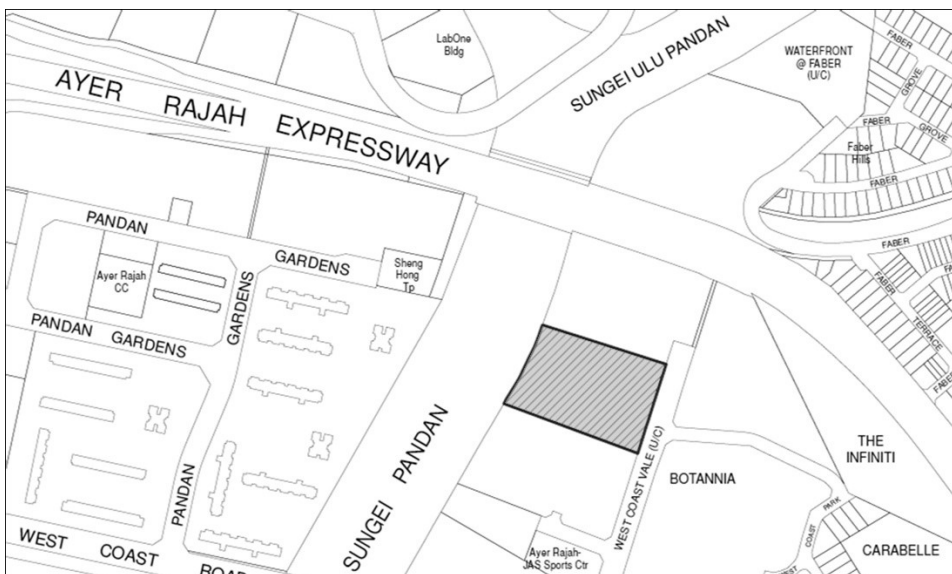 LabOne
Bldg
SUNGEI ULU PANDAN
WATERFRONT
@ FABER
(U/C)
FABER
GROVE
FABER
GROVE
AYER RAJAH EXPRESSWAY
Faber
Hills
FABER
FABER
PANDAN GARDENS
Sheng
Hong
Tp
Ayer Rajah
CC
GARDENS
FABER
TERRACE
PANDAN GARDENS
SUNGEI PANDAN
WEST COAST VALE (U/C)
BOTANNIA
THE
INFINITI
PANDAN
PARK
COAST
WEST COAST ROAD
Ayer Rajah-
JAS Sports Ctr
CARABELLE